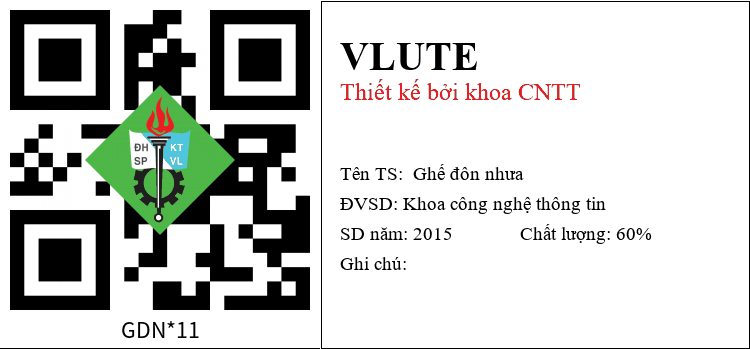 ĐH KT
SP VL
GDN*11
VLUTE
Thiết kế bởi khoa CNTT
Tên TS: Ghế đôn nhưa
ĐVSD: Khoa công nghệ thông tin
SD năm: 2015 Chất lượng: 60%
Ghi chú: